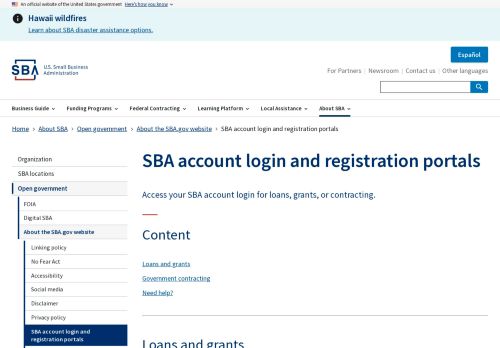 An official website of the United States government Here's how you know
Hawaii wildfires
Learn about SBA disaster assistance options.
Español
SBA
U.S. Small Business
Administration
For Partners | Newsroom | Contact us | Other languages
Business Guide Funding Programs Federal Contracting Learning Platform Local Assistance About SBA
Home > About SBA > Open government > About the SBA.gov website > SBA account login and registration portals
Organization
SBA locations
Open government
FOIA
Digital SBA
About the SBA.gov website
Linking policy
No Fear Act
Accessibility
Social media
Disclaimer
Privacy policy
SBA account login and
registration portals
SBA account login and registration portals
Access your SBA account login for loans, grants, or contracting.
Content
Loans and grants
Government contracting
Need help?
Loans and grants